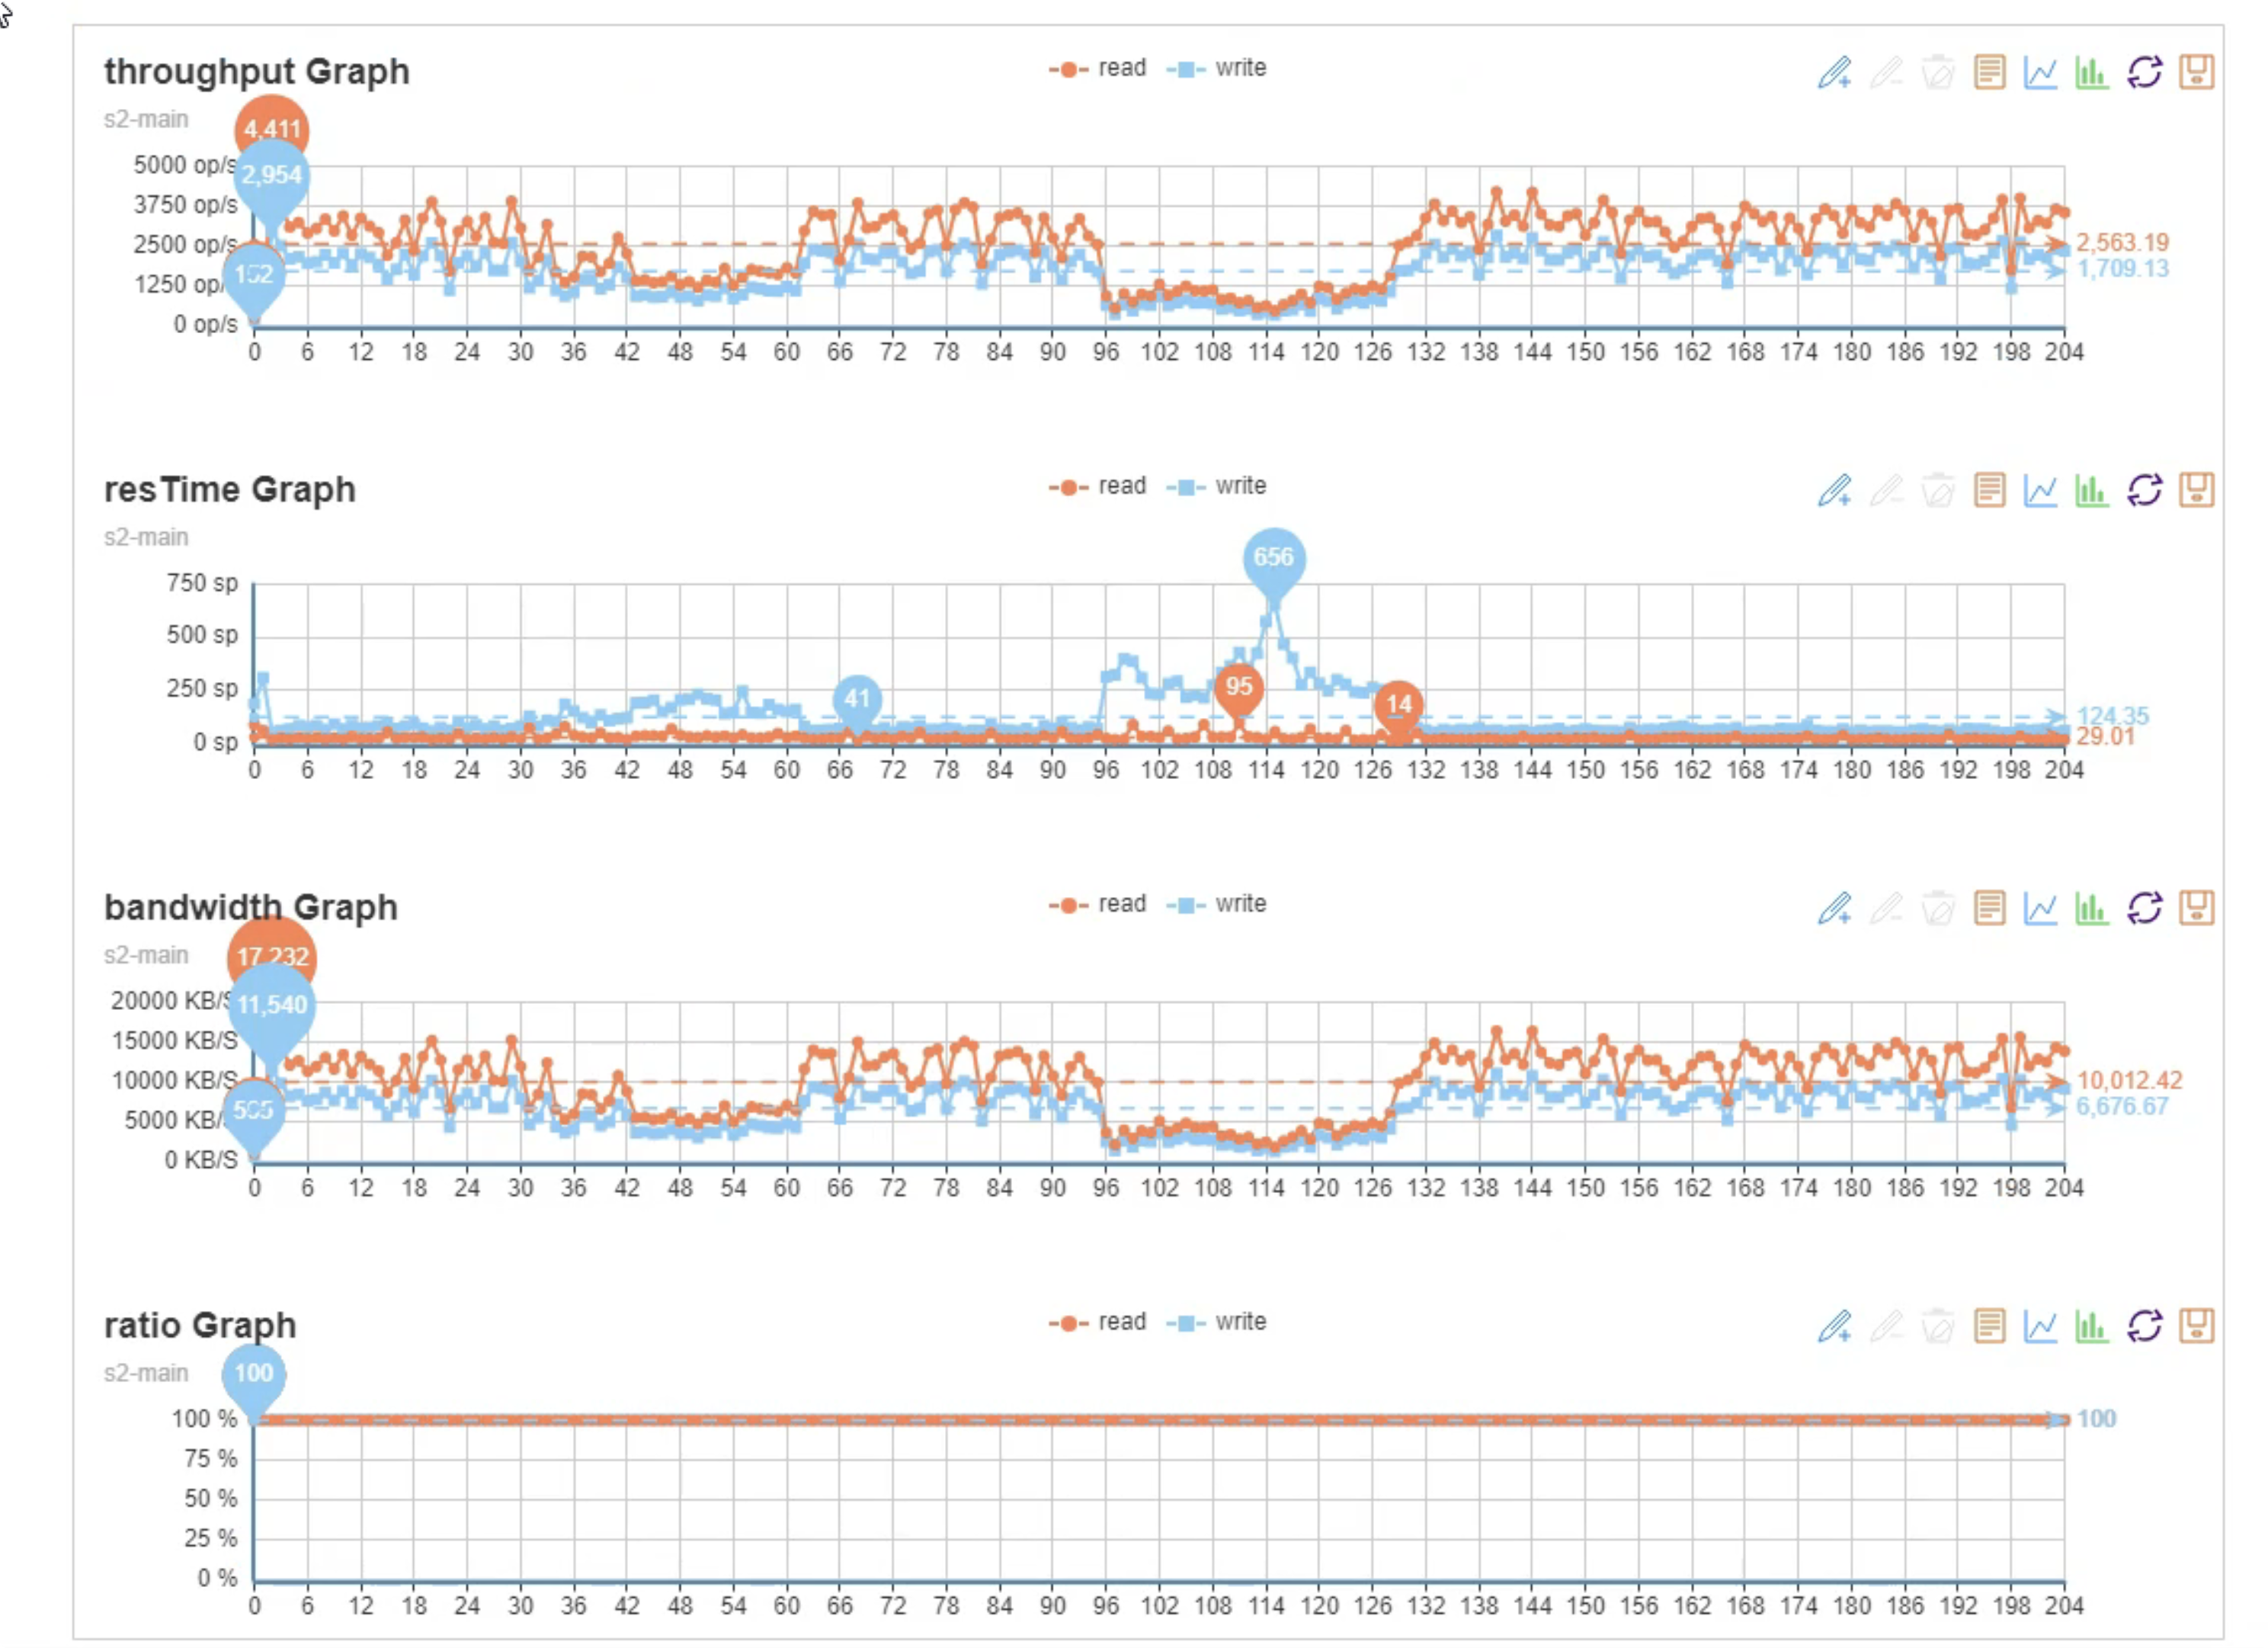 throughput Graph
read write
s2-main
4,411
2,954
5000 op/s
3750 op/s
2500 op/s
2,563.19
1,709.13
152
1250 op/
0 op/s
0 6 12 18 24 30 36 42 48 54 60 66 72 78 84 90 96 102 108 114 120 126 132 138 144 150 156 162 168 174 180 186 192 198 204
resTime Graph
read write
s2-main
656
750 sp
500 sp
250 sp
41
95
14
124.35
0 sp
29.01
0 6 12 18 24 30 36 42 48 54 60 66 72 78 84 90 96 102 108 114 120 126 132 138 144 150 156 162 168 174 180 186 192 198 204
bandwidth Graph
read write
s2-main
17,232
20000 KB/S
11,540
15000 KB/S
10000 KB/S
10,012.42
6,676.67
5000 KB/
0 KB/S
0 6 12 18 24 30 36 42 48 54 60 66 72 78 84 90 96 102 108 114 120 126 132 138 144 150 156 162 168 174 180 186 192 198 204
ratio Graph
read write
s2-main
100
100 %
100
75 %
50 %
25 %
0 %
0 6 12 18 24 30 36 42 48 54 60 66 72 78 84 90 96 102 108 114 120 126 132 138 144 150 156 162 168 174 180 186 192 198 204